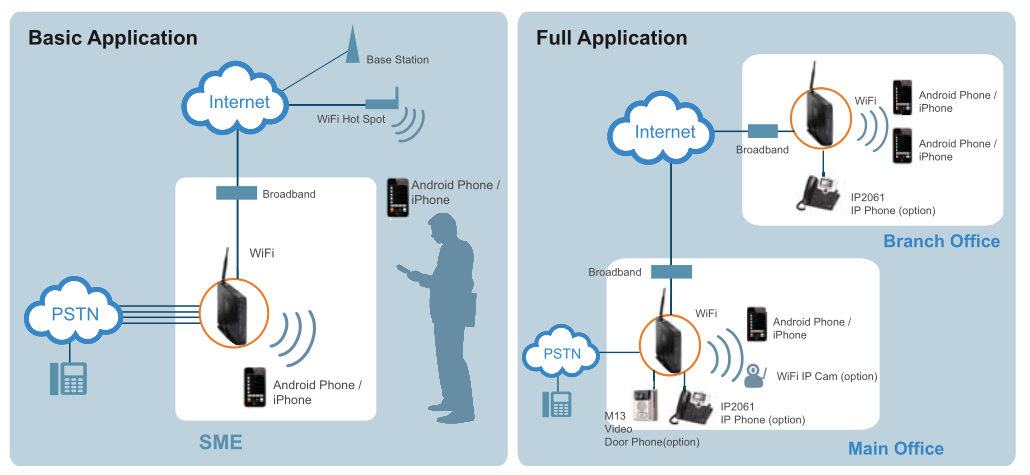 Basic Application
Base Station
Internet
WiFi Hot Spot
Broadband
Android Phone /
iPhone
WiFi
PSTN
Android Phone /
iPhone
SME
Full Application
WiFi
Android Phone /
iPhone
Internet
Broadband
Android Phone /
iPhone
IP2061
IP Phone (option)
Branch Office
Broadband
WiFi
Android Phone /
iPhone
PSTN
WiFi IP Cam (option)
M13
Video
Door Phone(option)
IP2061
IP Phone (option)
Main Office